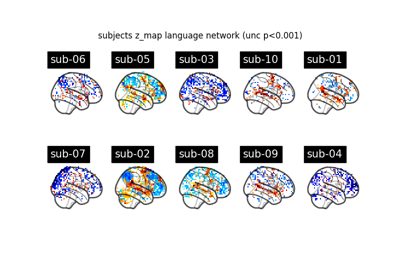 subjects z_map language network (unc p<0.001)
sub-06
sub-05
sub-03
sub-10
sub-01
sub-07
sub-02
sub-08
sub-09
sub-04